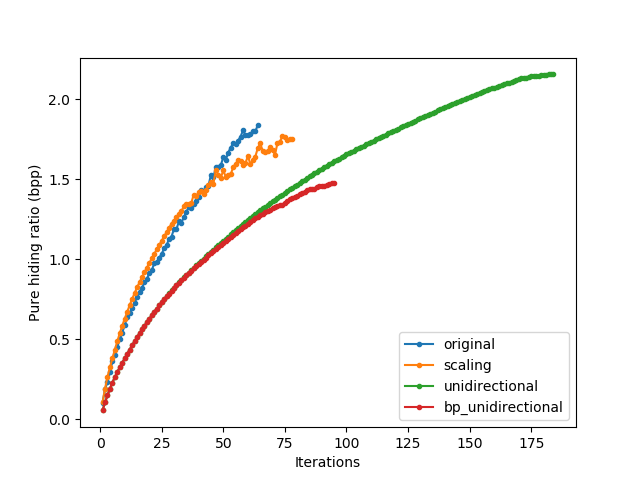 2.0
1.5
1.0
0.5
0.0
Pure hiding ratio (bpp)
original
scaling
unidirectional
bp_unidirectional
0 25 50 75 100 125 150 175
Iterations